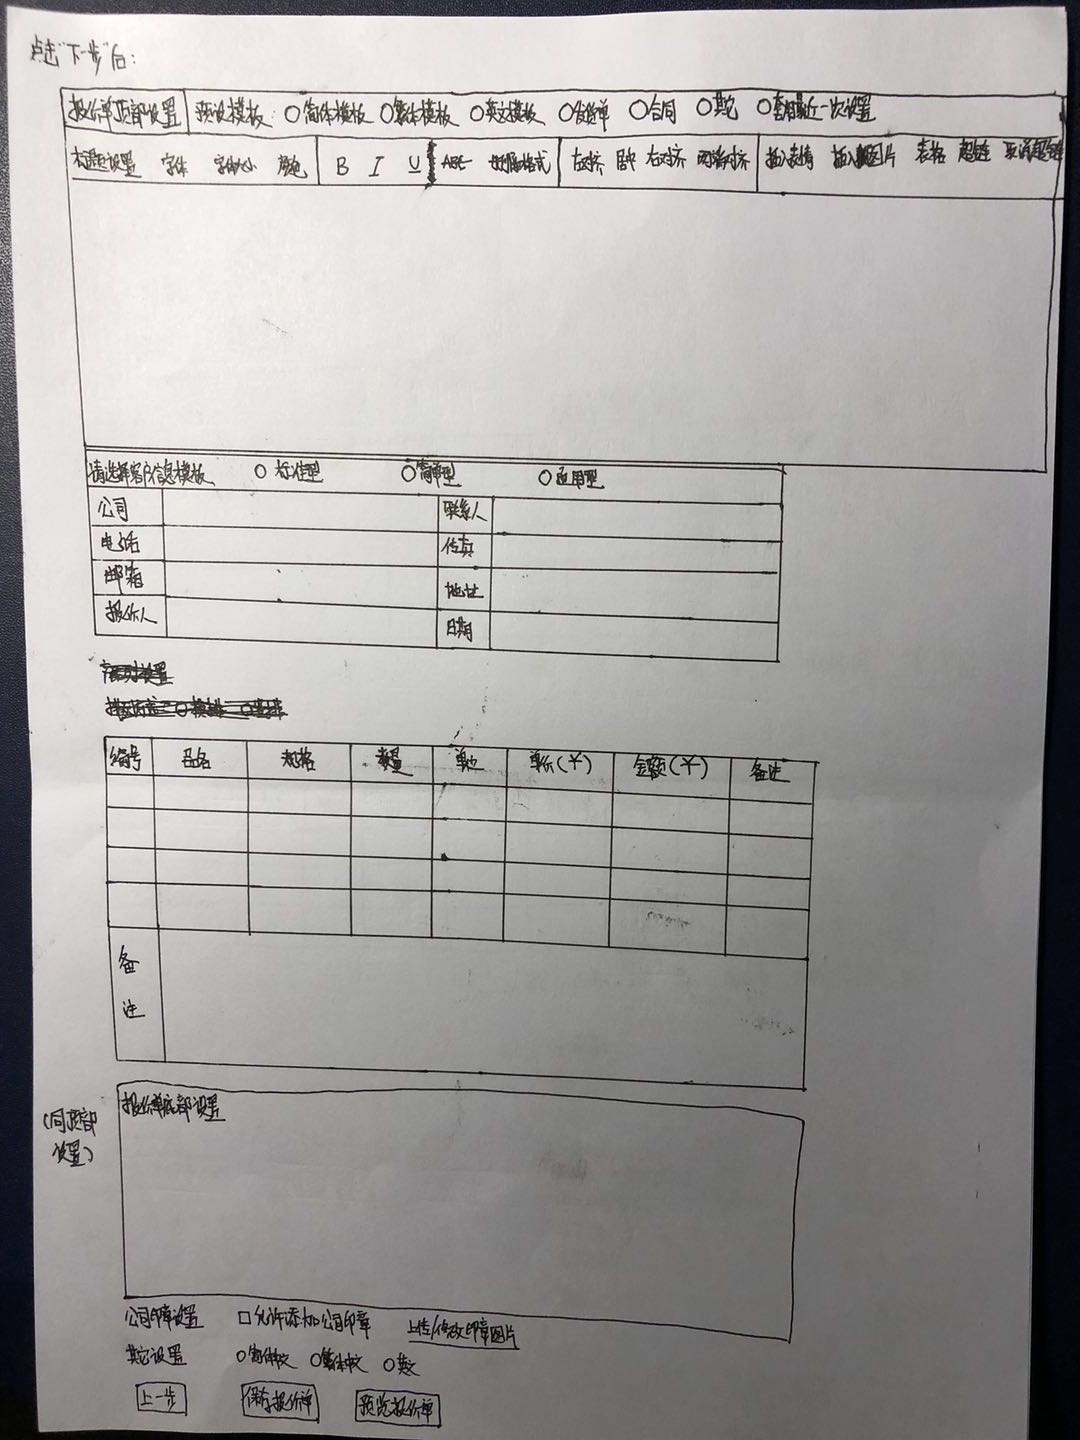 点击"下一步"后:
报价单顶部设置 预设模板: ○简体模板 ○繁体模板 ○英文模板 ○送货单 ○合同 ○其它 ○套用最近一次设置
标题设置 字体 字体大小 颜色 B I U ABC 删除格式 左对齐 居中 右对齐 两端对齐 插入表情 插入图片 表格 超链 取消超链
请选择客户信息模板 ○标准型 ○简单型 ○函用型
公司 联系人
电话 传真
邮箱 地址
报价人 日期
编号 品名 规格 数量 单位 单价(¥) 金额(¥) 备注
备注
(同顶部设置) 报价单底部设置
公司印章设置 □允许添加公司印章 上传/修改印章图片
其它设置 ○简体中文 ○繁体中文 ○英文
上一步 保存报价单 预览报价单